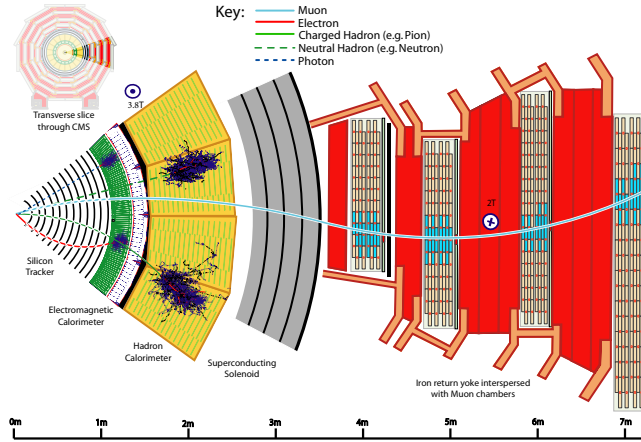 Key:
Muon
Electron
Charged Hadron (e.g. Pion)
Neutral Hadron (e.g. Neutron)
Photon
Transverse slice
through CMS
3.8T
2T
Silicon
Tracker
Electromagnetic
Calorimeter
Hadron
Calorimeter
Superconducting
Solenoid
Iron return yoke interspersed
with Muon chambers
0m 1m 2m 3m 4m 5m 6m 7m